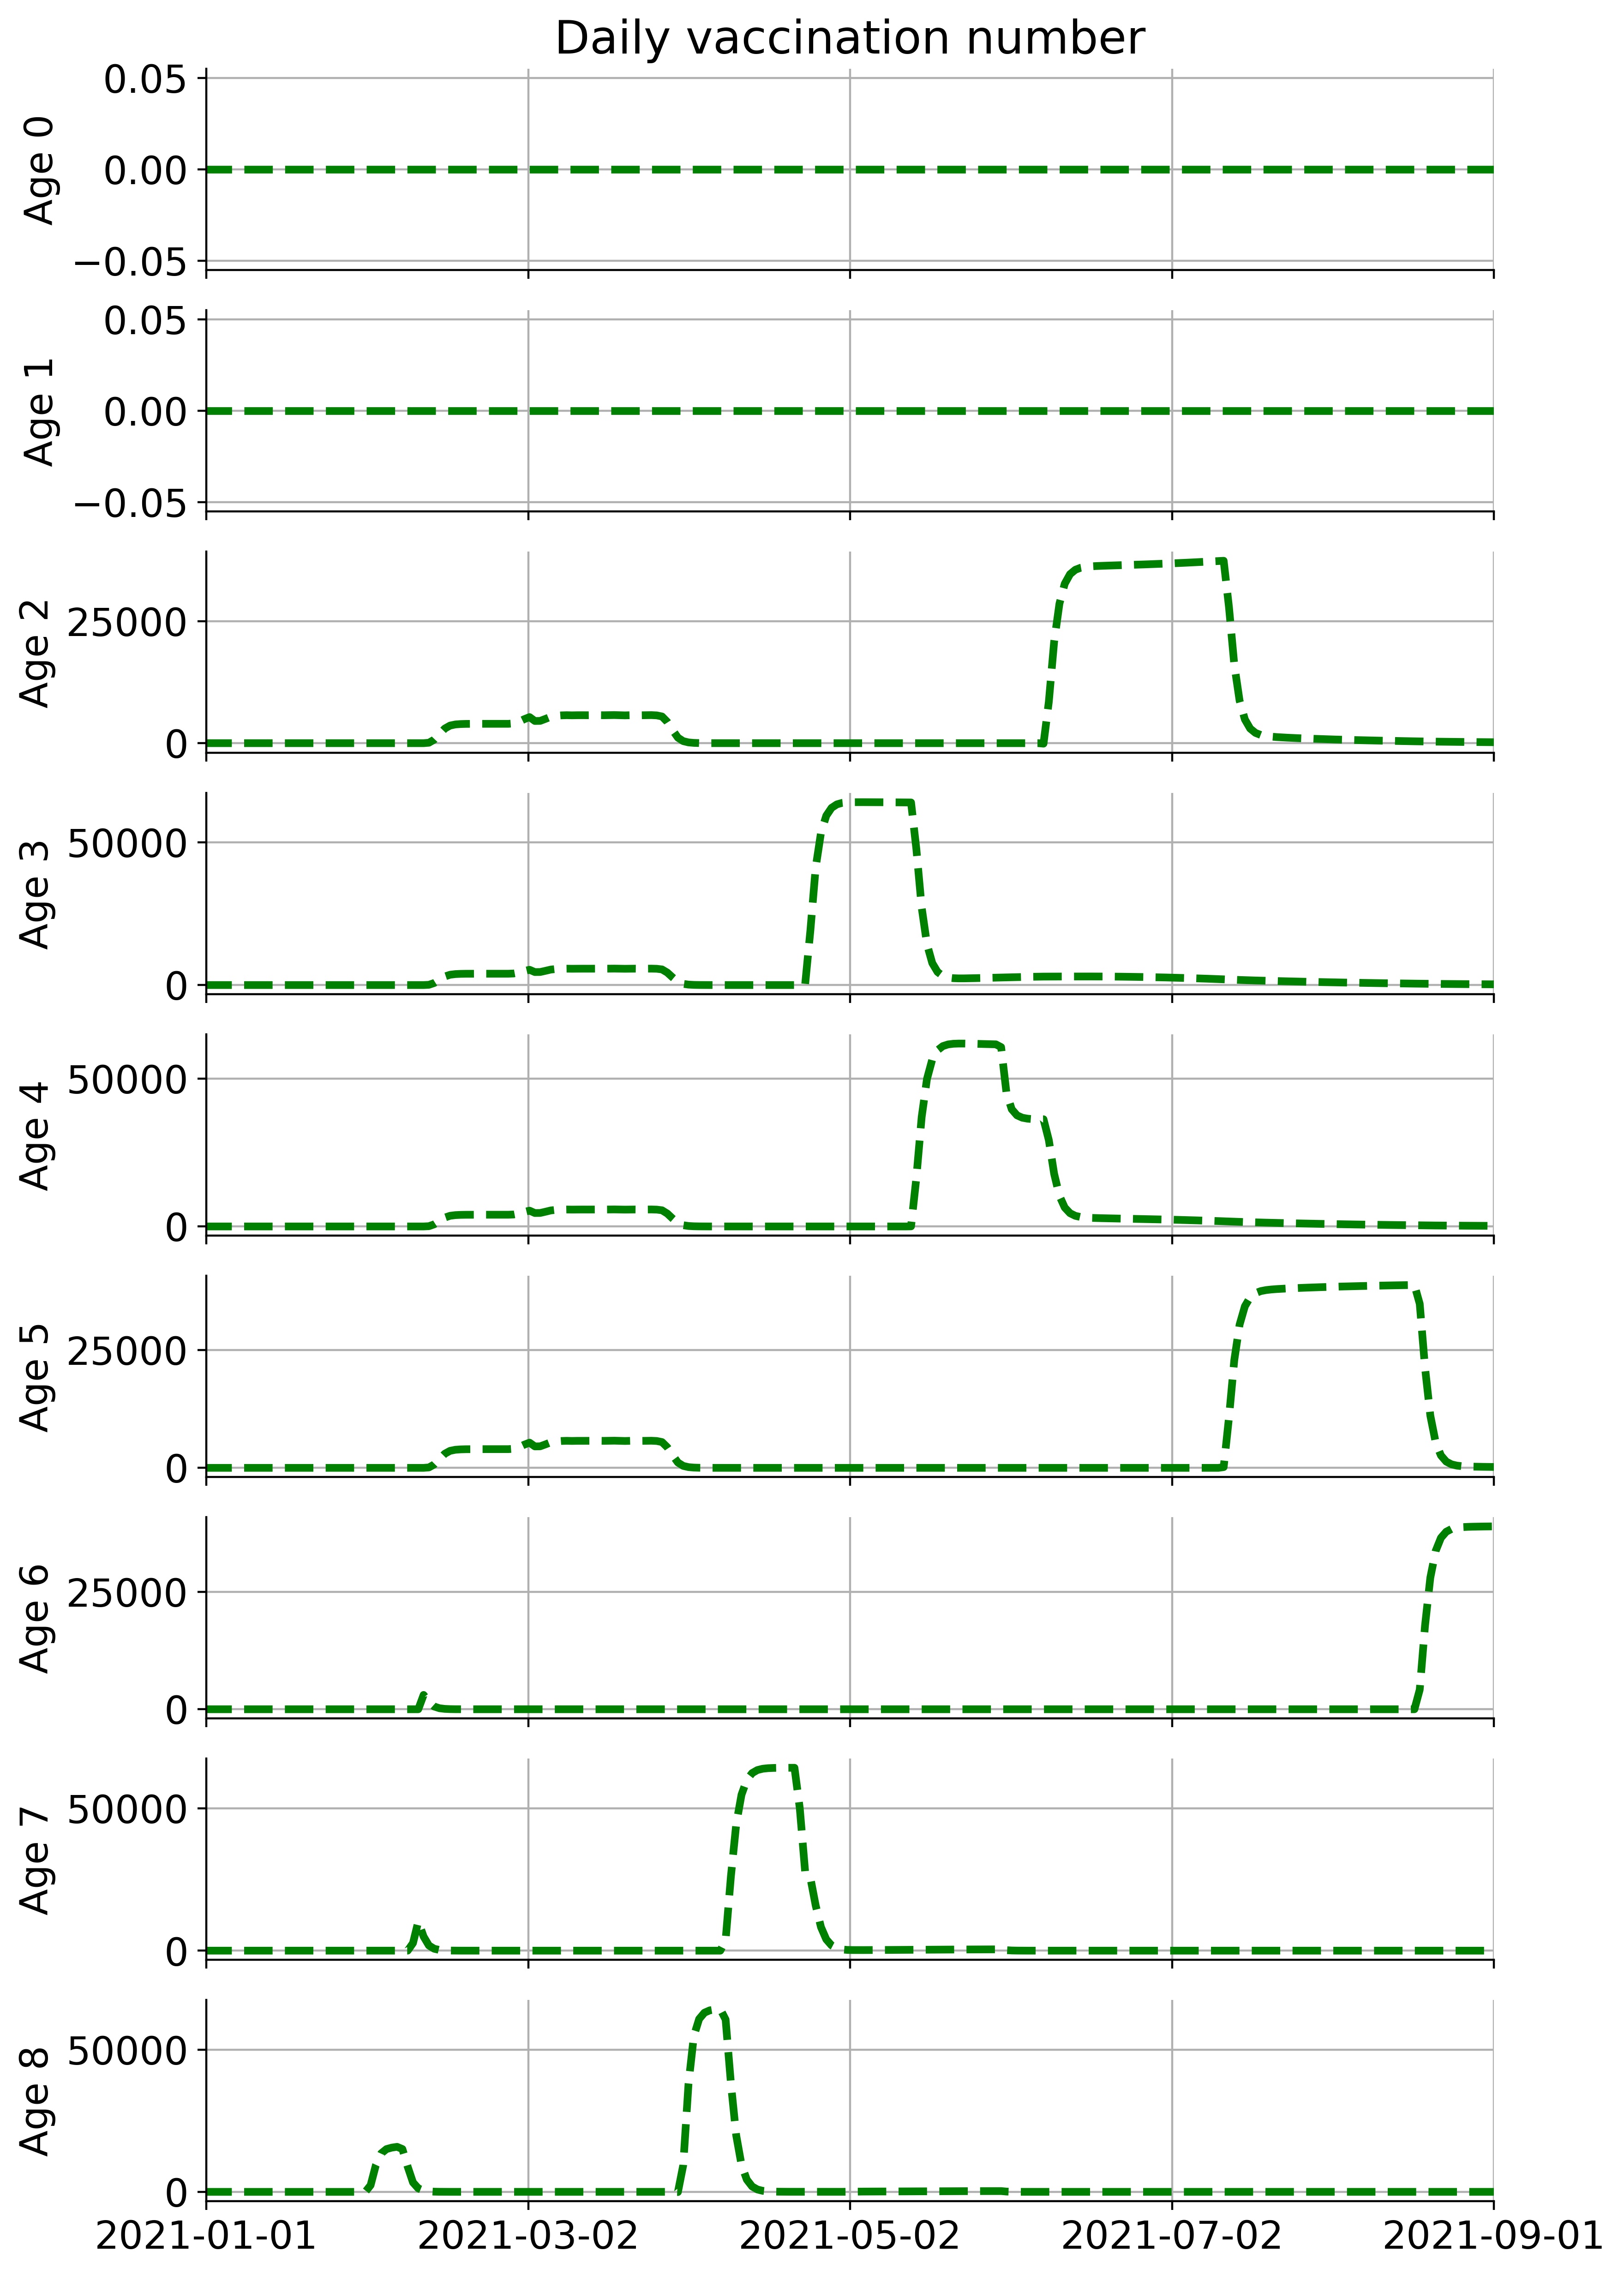 Daily vaccination number
0.05
0.00
−0.05
Age 0
0.05
0.00
−0.05
Age 1
25000
0
Age 2
50000
0
Age 3
50000
0
Age 4
25000
0
Age 5
25000
0
Age 6
50000
0
Age 7
50000
0
Age 8
2021-01-01 2021-03-02 2021-05-02 2021-07-02 2021-09-01